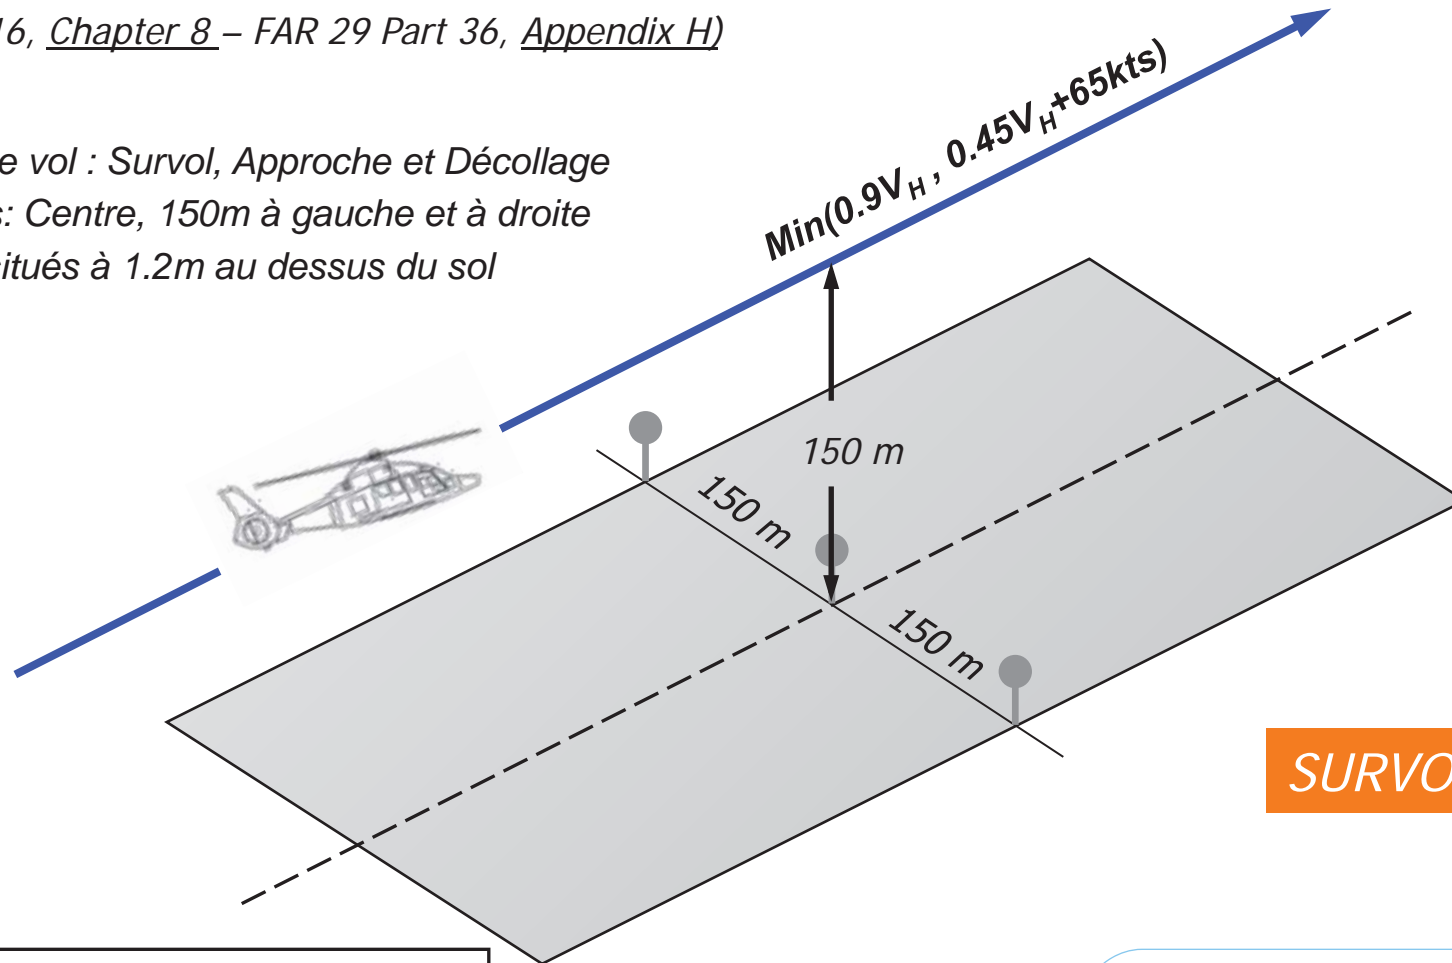 16, Chapter 8 – FAR 29 Part 36, Appendix H)
Min(0.9VH , 0.45VH+65kts)
e vol : Survol, Approche et Décollage
s: Centre, 150m à gauche et à droite
situés à 1.2m au dessus du sol
150 m
150 m
150 m
SURVO